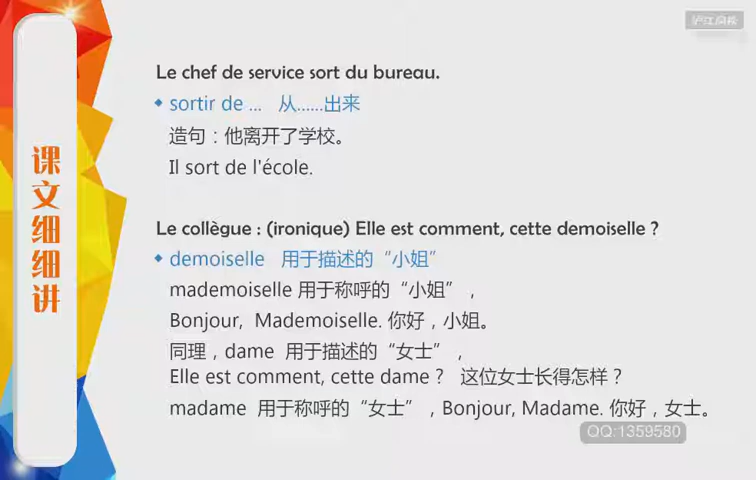 沪江网校
课文细细讲
Le chef de service sort du bureau.
sortir de ... 从......出来
造句：他离开了学校。
Il sort de l'école.
Le collègue : (ironique) Elle est comment, cette demoiselle ?
demoiselle 用于描述的“小姐”
mademoiselle 用于称呼的“小姐”，
Bonjour, Mademoiselle. 你好，小姐。
同理，dame 用于描述的“女士”，
Elle est comment, cette dame ? 这位女士长得怎样？
madame 用于称呼的“女士”，Bonjour, Madame. 你好，女士。
QQ:1359580